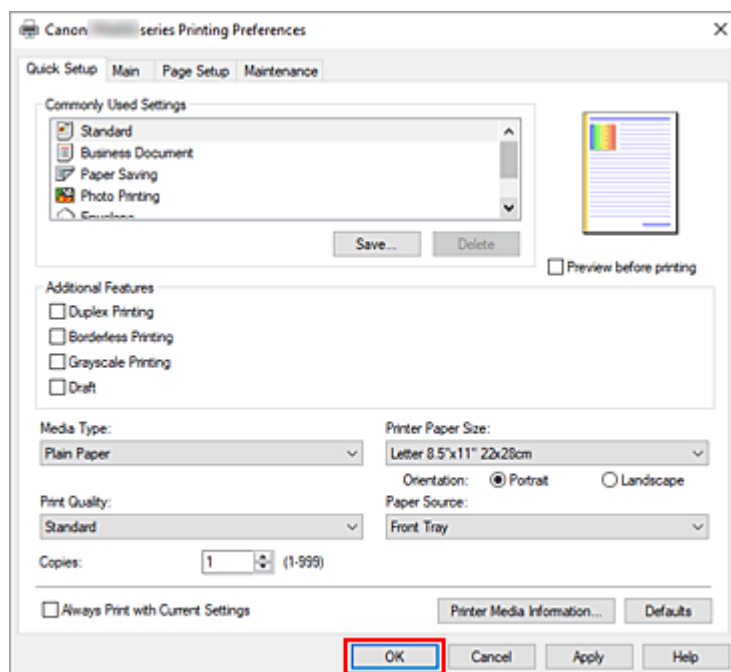 Canon series Printing Preferences
Quick Setup Main Page Setup Maintenance
Commonly Used Settings
Standard
Business Document
Paper Saving
Photo Printing
Envelope
Save... Delete
Preview before printing
Additional Features
Duplex Printing
Borderless Printing
Grayscale Printing
Draft
Media Type: Printer Paper Size:
Plain Paper Letter 8.5"x11" 22x28cm
Orientation: Portrait Landscape
Print Quality: Paper Source:
Standard Front Tray
Copies: 1 (1-999)
Always Print with Current Settings Printer Media Information... Defaults
OK Cancel Apply Help